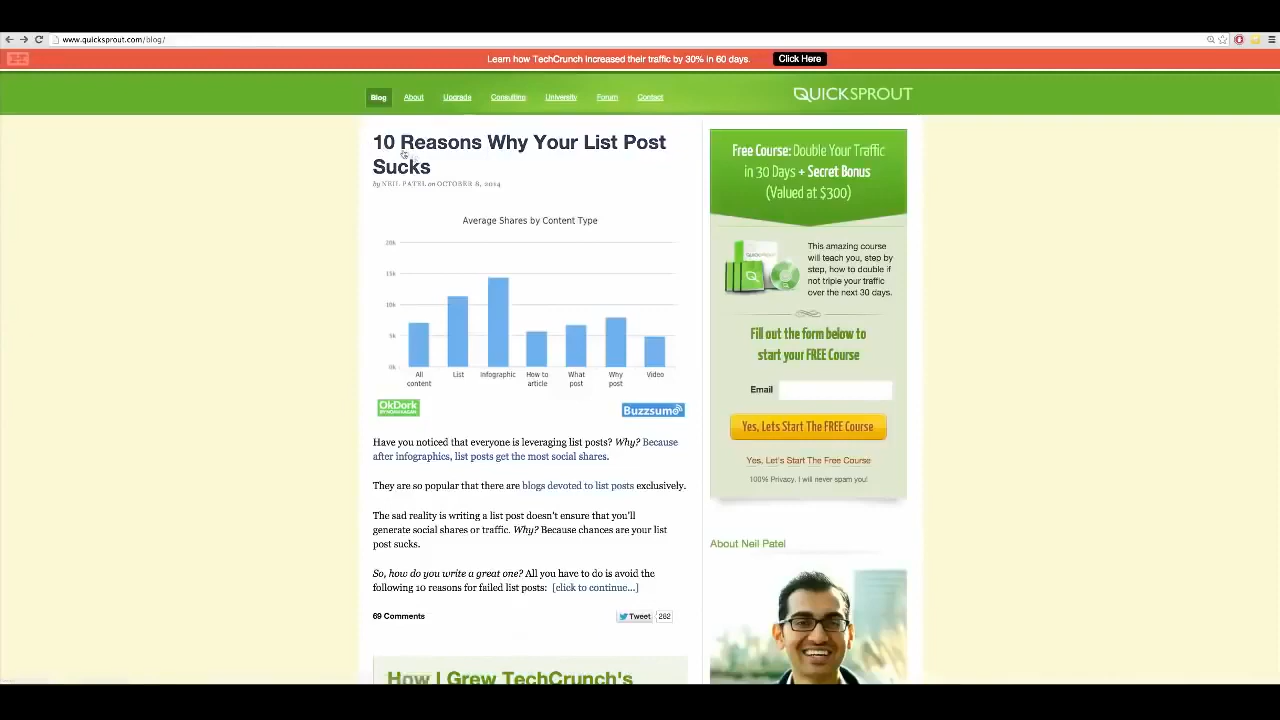 www.quicksprout.com/blog/
Learn how TechCrunch increased their traffic by 30% in 60 days.
Click Here
Blog About Upgrade Consulting University Forum Contact
QUICKSPROUT
10 Reasons Why Your List Post
Sucks
by NEIL PATEL on OCTOBER 8, 2014
Average Shares by Content Type
20k
15k
10k
5k
0k
All content
List
Infographic
How to article
What post
Why post
Video
OkDork
Buzzsumo
Have you noticed that everyone is leveraging list posts? Why? Because
after infographics, list posts get the most social shares.
They are so popular that there are blogs devoted to list posts exclusively.
The sad reality is writing a list post doesn't ensure that you'll
generate social shares or traffic. Why? Because chances are your list
post sucks.
So, how do you write a great one? All you have to do is avoid the
following 10 reasons for failed list posts: [click to continue...]
69 Comments
Tweet
282
How I Grew TechCrunch's
Free Course: Double Your Traffic
in 30 Days + Secret Bonus
(Valued at $300)
QUICKSPROUT
This amazing course
will teach you, step by
step, how to double if
not triple your traffic
over the next 30 days.
Fill out the form below to
start your FREE Course
Email
Yes, Lets Start The FREE Course
Yes, Let's Start The Free Course
100% Privacy. I will never spam you!
About Neil Patel